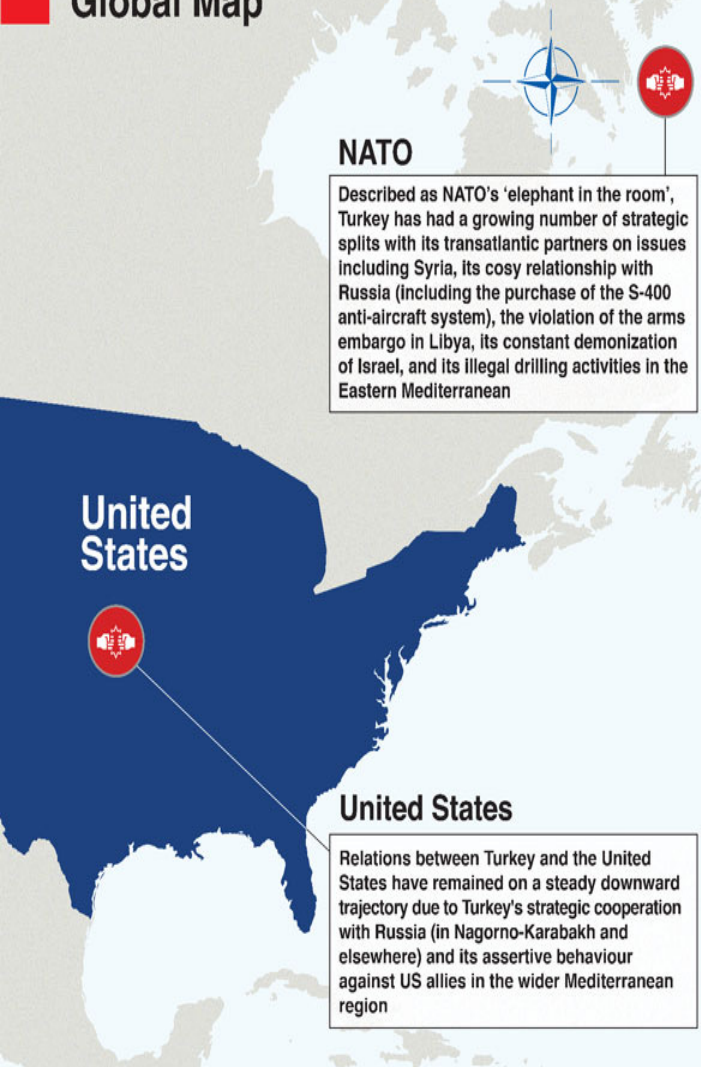 Global Map
NATO
Described as NATO's ‘elephant in the room’,
Turkey has had a growing number of strategic
splits with its transatlantic partners on issues
including Syria, its cosy relationship with
Russia (including the purchase of the S-400
anti-aircraft system), the violation of the arms
embargo in Libya, its constant demonization
of Israel, and its illegal drilling activities in the
Eastern Mediterranean
United
States
United States
Relations between Turkey and the United
States have remained on a steady downward
trajectory due to Turkey's strategic cooperation
with Russia (in Nagorno-Karabakh and
elsewhere) and its assertive behaviour
against US allies in the wider Mediterranean
region